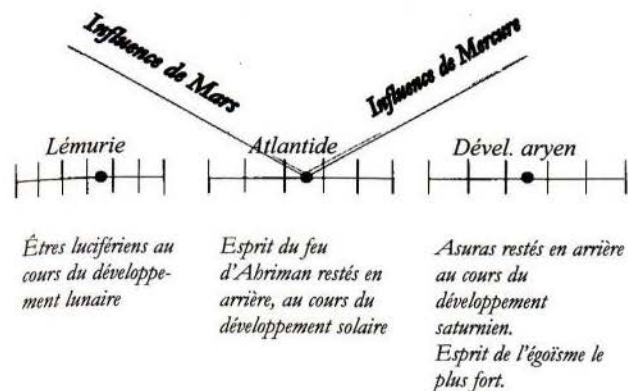 Influence de Mars
Influence de Mercure
Lémurie
Atlantide
Dével. aryen
Êtres lucifériens au
cours du développe-
ment lunaire
Esprit du feu
d'Ahriman restés en
arrière, au cours du
développement solaire
Asuras restés en arrière
au cours du
développement
saturnien.
Esprit de l'égoïsme le
plus fort.